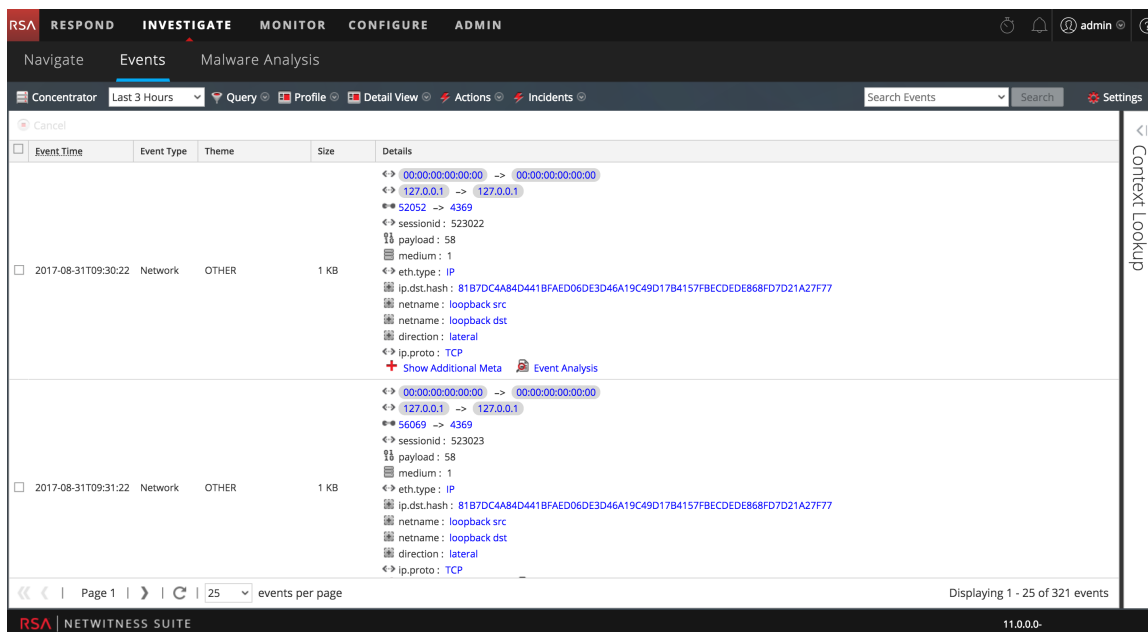 RSA RESPOND INVESTIGATE MONITOR CONFIGURE ADMIN admin
Navigate Events Malware Analysis
Concentrator Last 3 Hours Query Profile Detail View Actions Incidents Search Events Search Settings
Cancel
Event Time Event Type Theme Size Details
00:00:00:00:00:00 –> 00:00:00:00:00:00
127.0.0.1 –> 127.0.0.1
52052 –> 4369
sessionid : 523022
payload : 58
medium : 1
2017-08-31T09:30:22 Network OTHER 1 KB eth.type : IP
ip.dst.hash : 81B7DC4A84D441BFAED06DE3D46A19C49D17B4157FBECDEDE868FD7D21A27F77
netname : loopback src
netname : loopback dst
direction : lateral
ip.proto : TCP
Show Additional Meta Event Analysis
00:00:00:00:00:00 –> 00:00:00:00:00:00
127.0.0.1 –> 127.0.0.1
56069 –> 4369
sessionid : 523023
payload : 58
medium : 1
2017-08-31T09:31:22 Network OTHER 1 KB eth.type : IP
ip.dst.hash : 81B7DC4A84D441BFAED06DE3D46A19C49D17B4157FBECDEDE868FD7D21A27F77
netname : loopback src
netname : loopback dst
direction : lateral
ip.proto : TCP
Context Lookup
Page 1 | 25 events per page Displaying 1 - 25 of 321 events
RSA | NETWITNESS SUITE 11.0.0.0-